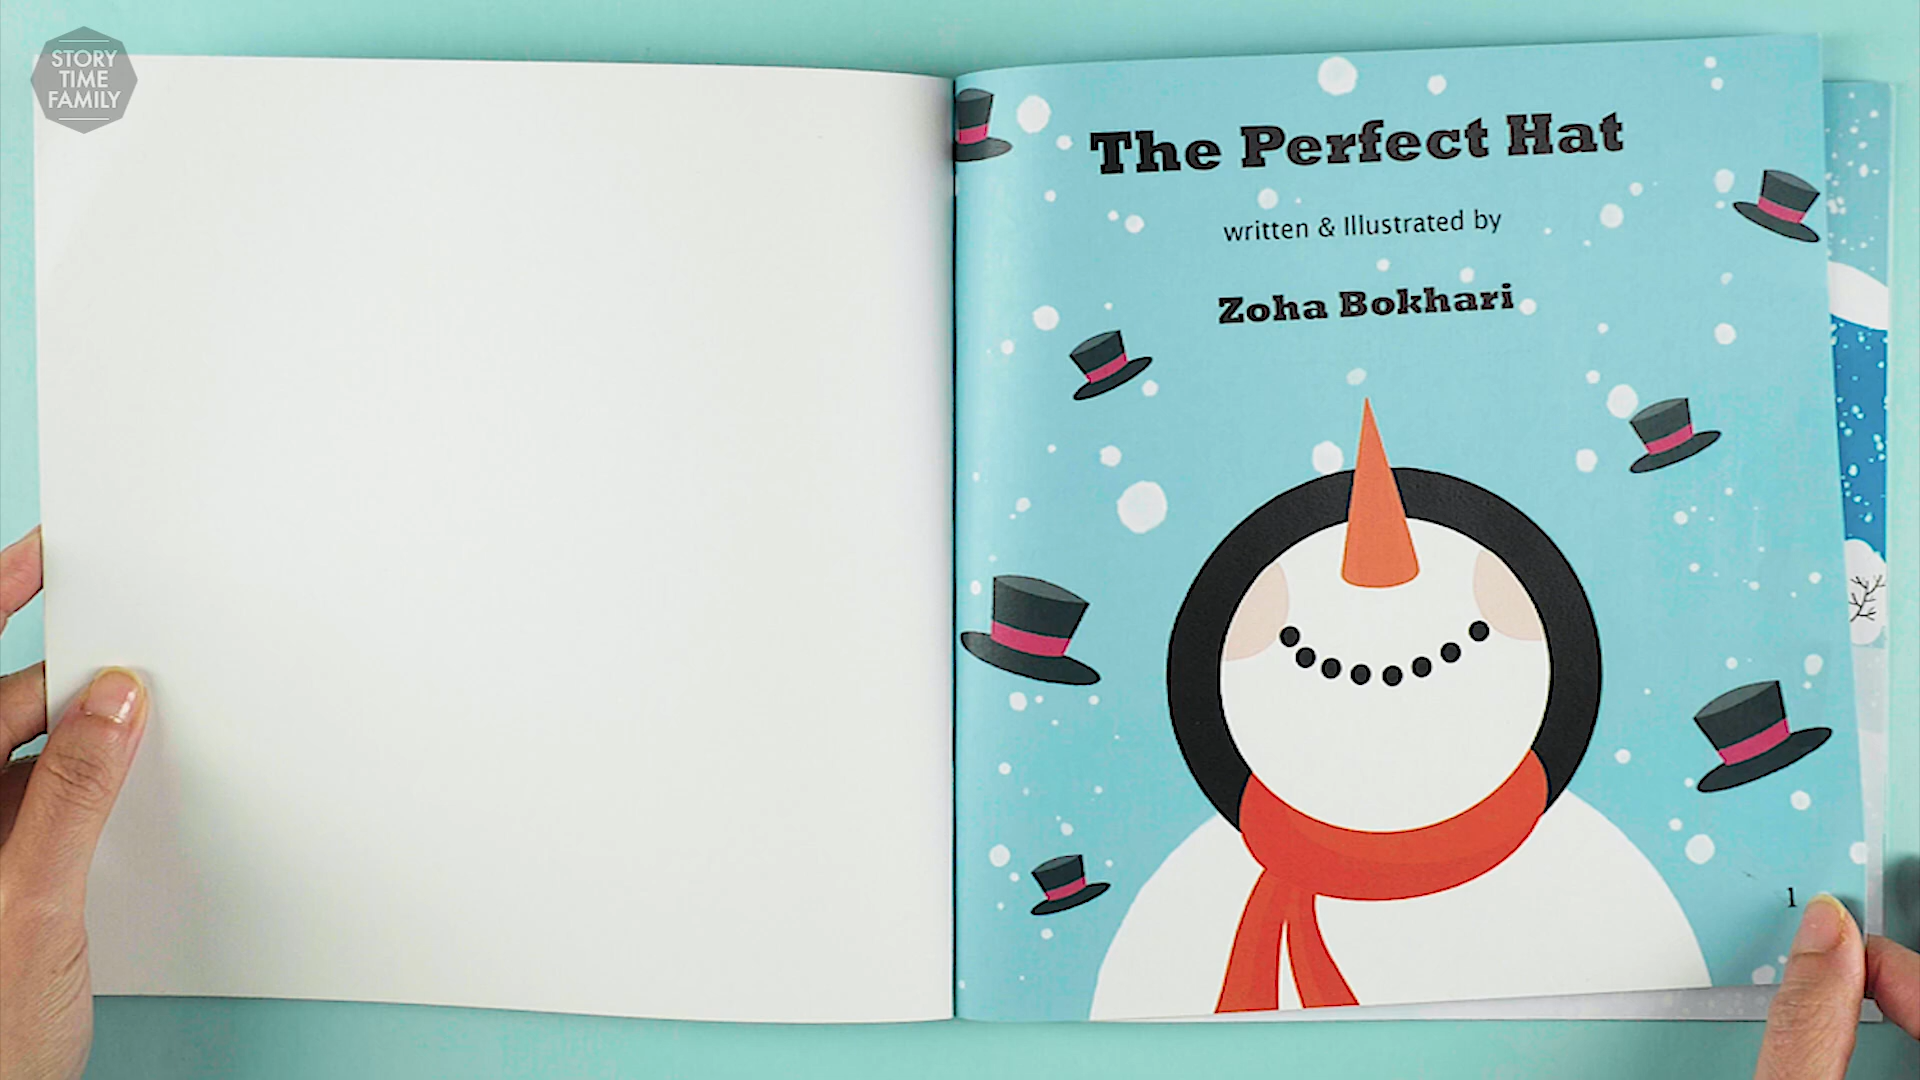 STORY
TIME
FAMILY
The Perfect Hat
written & Illustrated by
Zoha Bokhari
1